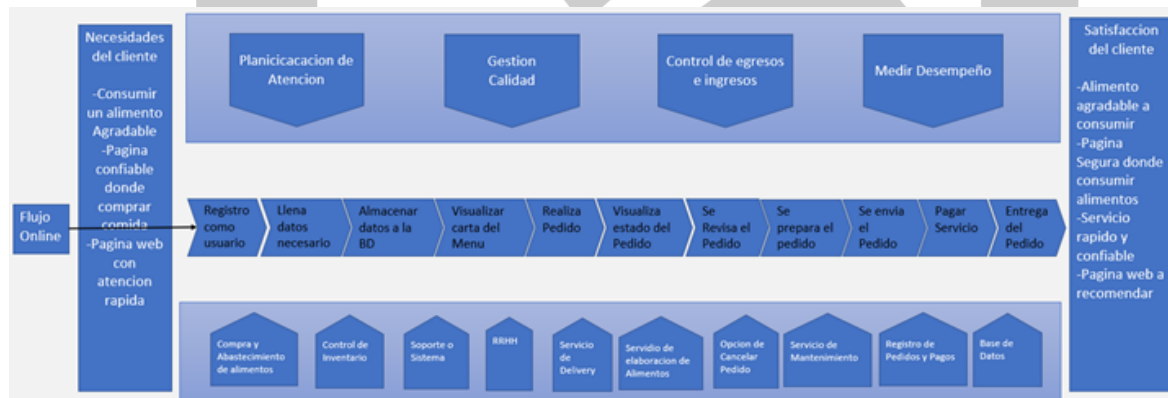 Necesidades
del cliente
-Consumir
un alimento
Agradable
-Pagina
confiable
donde
comprar
comida
-Pagina web
con
atencion
rapida
Flujo
Online
Planicicacacion de
Atencion
Gestion
Calidad
Control de egresos
e ingresos
Medir Desempeño
Registro
como
usuario
Llena
datos
necesario
Almacenar
datos a la
BD
Visualizar
carta del
Menu
Realiza
Pedido
Visualiza
estado del
Pedido
Se
Revisa el
Pedido
Se
prepara el
pedido
Se envia
el
Pedido
Pagar
Servicio
Entrega
del
Pedido
Compra y
Abastecimiento
de alimentos
Control de
Inventario
Soporte o
Sistema
RRHH
Servicio
de
Delivery
Servidio de
elaboracion de
Alimentos
Opcion de
Cancelar
Pedido
Servicio de
Mantenimiento
Registro de
Pedidos y Pagos
Base de
Datos
Satisfaccion
del cliente
-Alimento
agradable a
consumir
-Pagina
Segura donde
consumir
alimentos
-Servicio
rapido y
confiable
-Pagina web a
recomendar